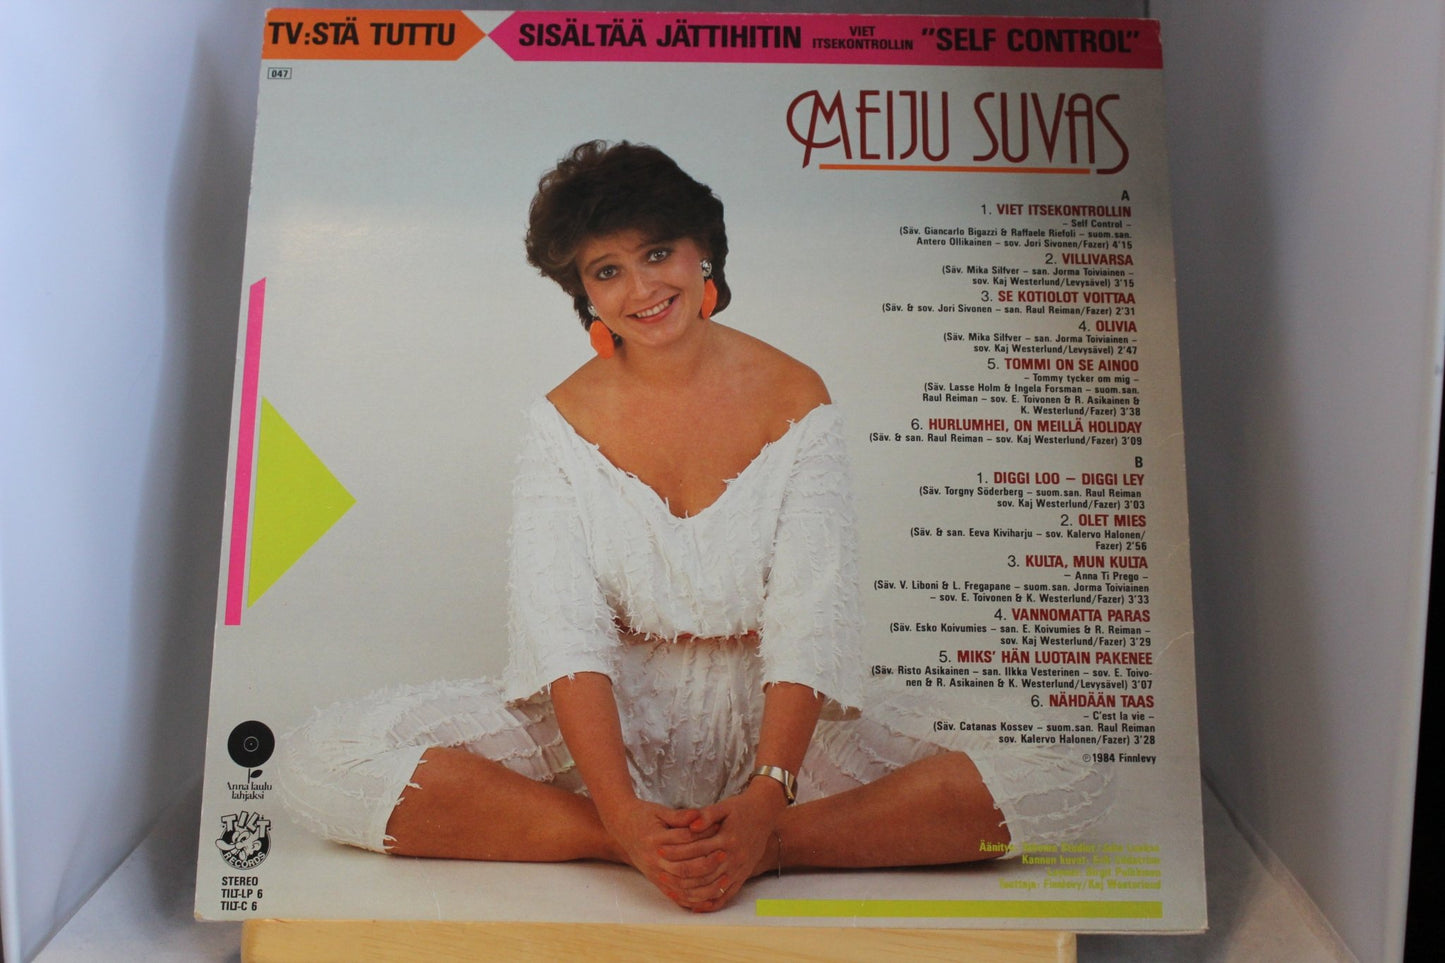 TV:STÄ TUTTU
SISÄLTÄÄ JÄTTIHITIN VIET ITSEKONTROLLIN "SELF CONTROL"
047
MEIJU SUVAS
A
1. VIET ITSEKONTROLLIN
– Self Control –
(Säv. Giancarlo Bigazzi & Raffaele Riefoli – suom.san.
Antero Ollikainen – sov. Jori Sivonen/Fazer) 4'15
2. VILLIVARSA
(Säv. Mika Silfver – san. Jorma Toiviainen –
sov. Kaj Westerlund/Levysävel) 3'15
3. SE KOTIOLOT VOITTAA
(Säv. & sov. Jori Sivonen – san. Raul Reiman/Fazer) 2'31
4. OLIVIA
(Säv. Mika Silfver – san. Jorma Toiviainen –
sov. Kaj Westerlund/Levysävel) 2'47
5. TOMMI ON SE AINOO
– Tommy tycker om mig –
(Säv. Lasse Holm & Ingela Forsman – suom.san.
Raul Reiman – sov. E. Toivonen & R. Asikainen &
K. Westerlund/Fazer) 3'38
6. HURLUMHEI, ON MEILLÄ HOLIDAY
(Säv. & san. Raul Reiman – sov. Kaj Westerlund/Fazer) 3'09
B
1. DIGGI LOO – DIGGI LEY
(Säv. Torgny Söderberg – suom.san. Raul Reiman
sov. Kaj Westerlund/Fazer) 3'03
2. OLET MIES
(Säv. & san. Eeva Kiviharju – sov. Kalervo Halonen/
Fazer) 2'56
3. KULTA, MUN KULTA
– Anna Ti Prego –
(Säv. V. Liboni & L. Fregapane – suom.san. Jorma Toiviainen
– sov. E. Toivonen & K. Westerlund/Fazer) 3'33
4. VANNOMATTA PARAS
(Säv. Esko Koivumies – san. E. Koivumies & R. Reiman –
sov. Kaj Westerlund/Fazer) 3'29
5. MIKS' HÄN LUOTAIN PAKENEE
(Säv. Risto Asikainen – san. Ilkka Vesterinen – sov. E. Toivo-
nen & R. Asikainen & K. Westerlund/Levysävel) 3'07
6. NÄHDÄÄN TAAS
– C'est la vie –
(Säv. Catanas Kossev – suom.san. Raul Reiman
sov. Kalervo Halonen/Fazer) 3'28
℗ 1984 Finnlevy
Anna laulu
lahjaksi
TILT
RECORDS
STEREO
TILT-LP 6
TILT-C 6
Kannen kuvat:
Tuottaja: Finnlevy/Kaj Westerlund